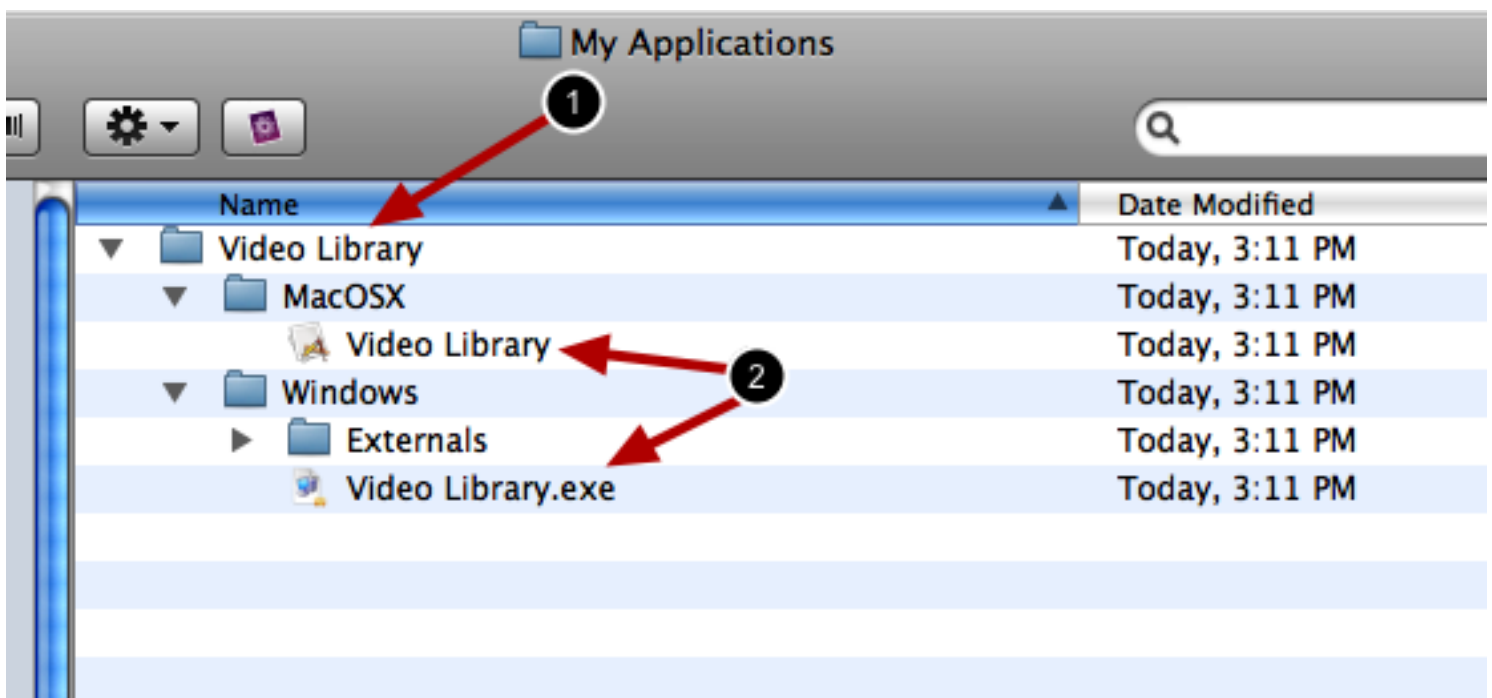 My Applications
1
Name Date Modified
Video Library Today, 3:11 PM
MacOSX Today, 3:11 PM
Video Library Today, 3:11 PM
2
Windows Today, 3:11 PM
Externals Today, 3:11 PM
Video Library.exe Today, 3:11 PM